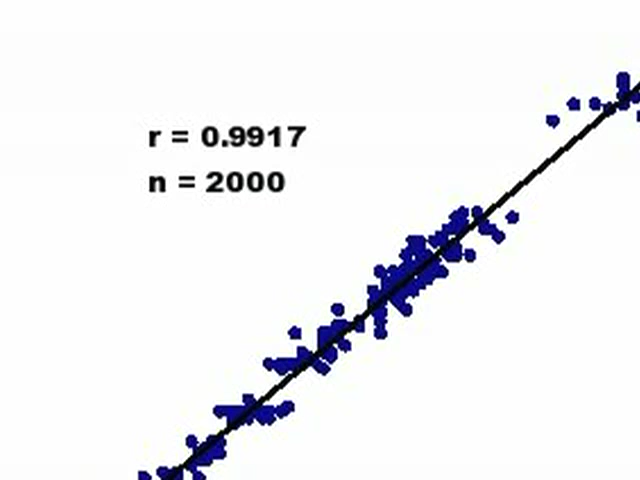 r = 0.9917
n = 2000